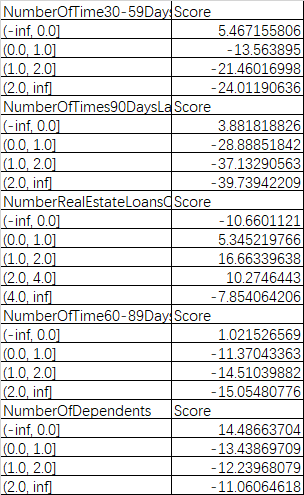 NumberOfTime30-59Days Score
(-inf, 0.0] 5.467155806
(0.0, 1.0] -13.563895
(1.0, 2.0] -21.46016998
(2.0, inf] -24.01190636
NumberOfTimes90DaysLa Score
(-inf, 0.0] 3.881818826
(0.0, 1.0] -28.88851842
(1.0, 2.0] -37.13290563
(2.0, inf] -39.73942209
NumberRealEstateLoansO Score
(-inf, 0.0] -10.6601121
(0.0, 1.0] 5.345219766
(1.0, 2.0] 16.66339638
(2.0, 4.0] 10.2746443
(4.0, inf] -7.854064206
NumberOfTime60-89Days Score
(-inf, 0.0] 1.021526569
(0.0, 1.0] -11.37043363
(1.0, 2.0] -14.51039882
(2.0, inf] -15.05480776
NumberOfDependents Score
(-inf, 0.0] 14.48663704
(0.0, 1.0] -13.43869709
(1.0, 2.0] -12.23968079
(2.0, inf] -11.06064618